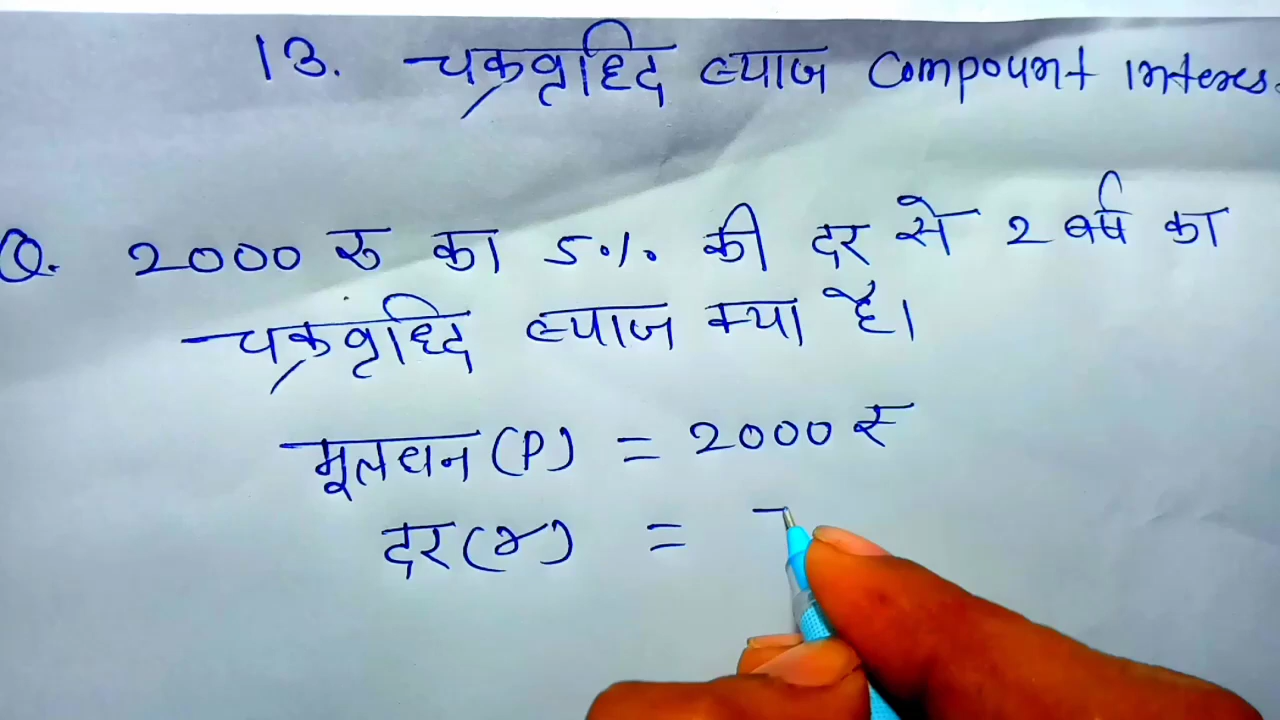 13. चक्रवृध्दि ब्याज Compount Interes
Q. 2000 रु का 5% की दर से 2 वर्ष का
चक्रवृध्दि ब्याज क्या है।
मूलधन (P) = 2000 रु
दर (r) =